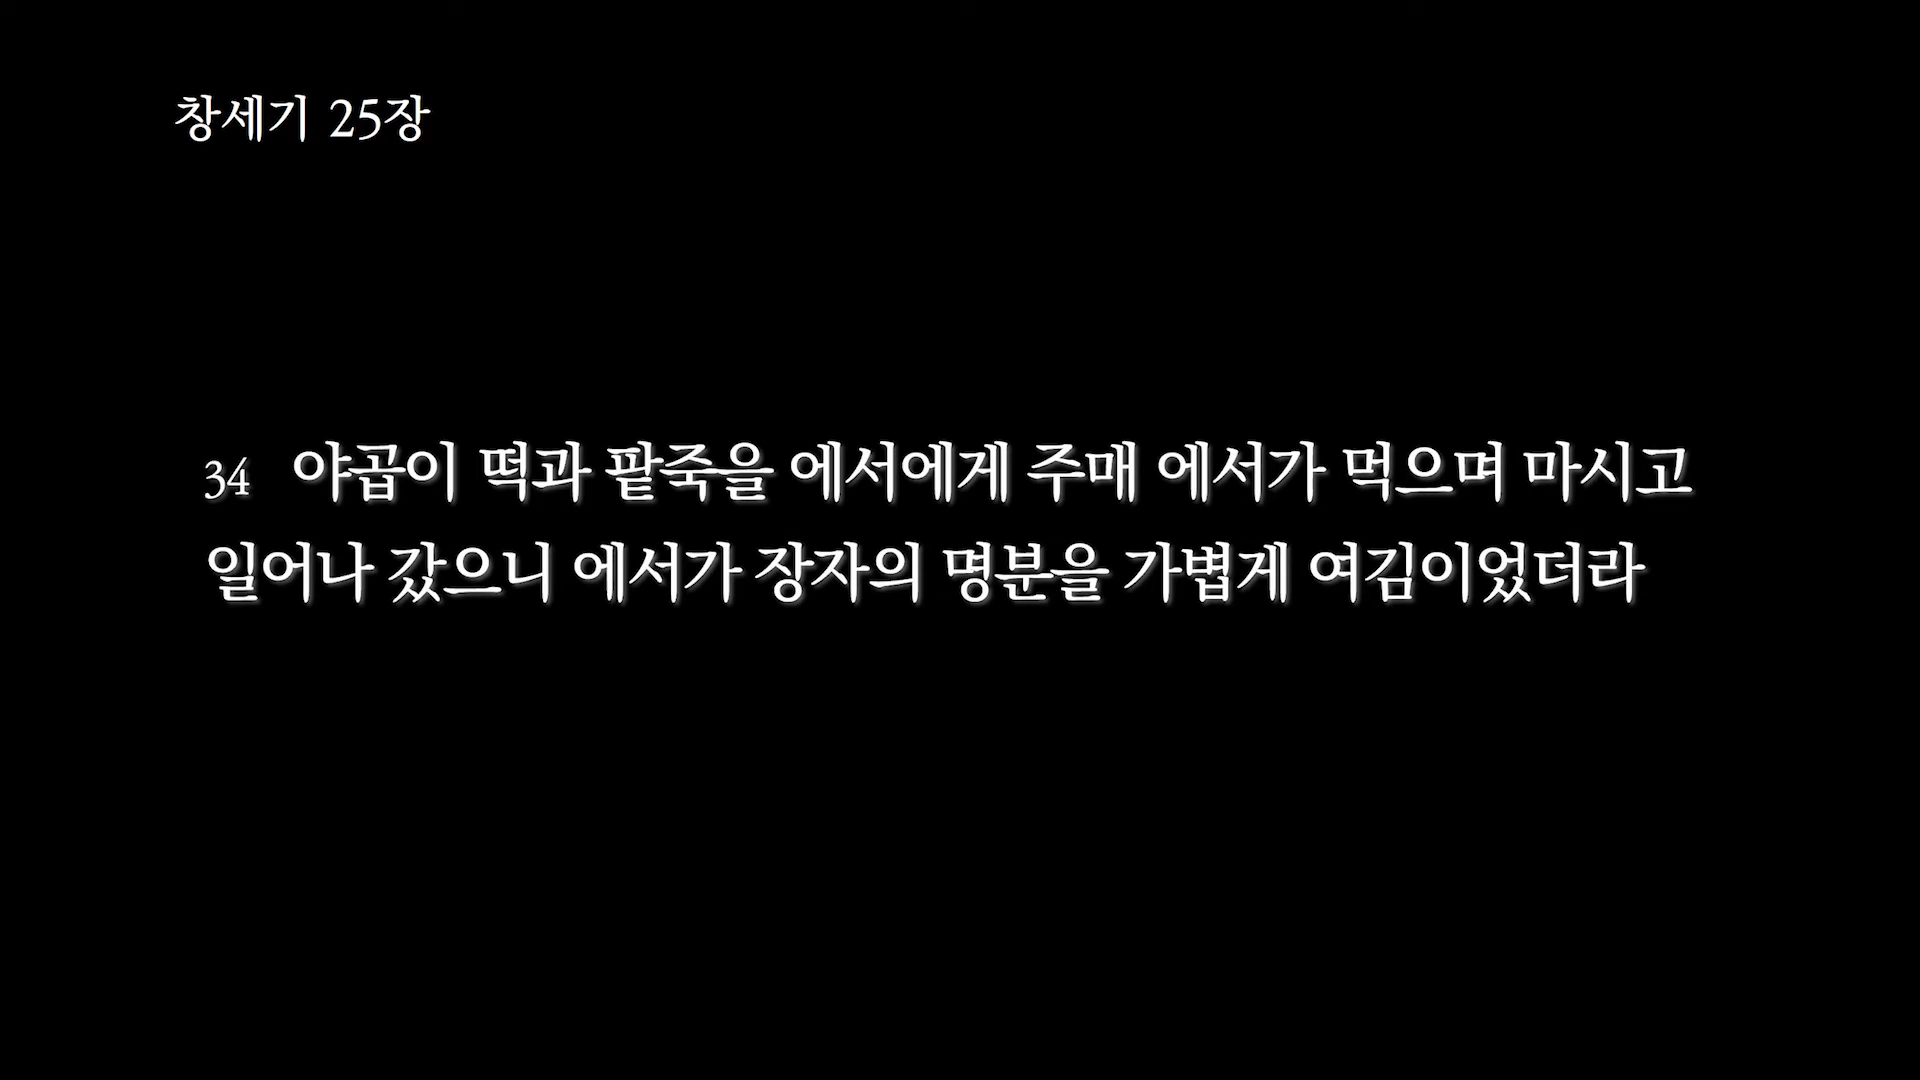 창세기 25장
34 야곱이 떡과 팥죽을 에서에게 주매 에서가 먹으며 마시고
일어나 갔으니 에서가 장자의 명분을 가볍게 여김이었더라